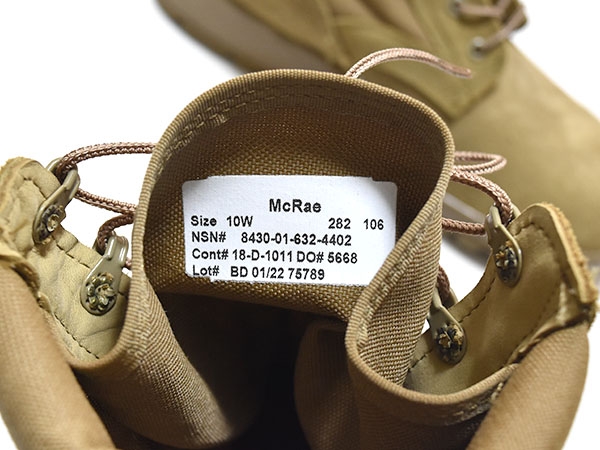 McRae
Size 10W 282 106
NSN# 8430-01-632-4402
Cont# 18-D-1011 DO# 5668
Lot# BD 01/22 75789